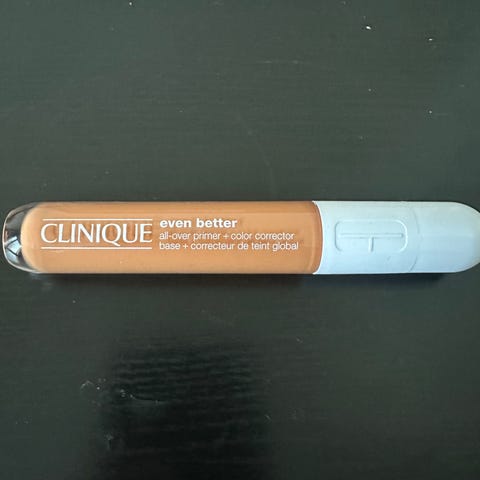 CLINIQUE
even better
all-over primer + color corrector
base + correcteur de teint global